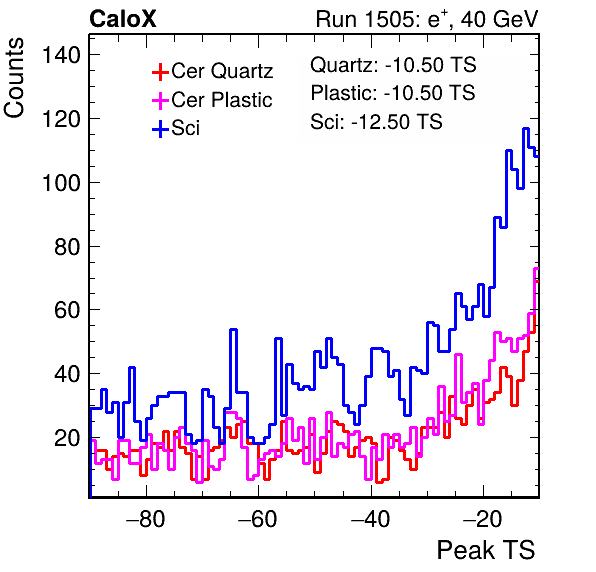 CaloX Run 1505: e⁺, 40 GeV
Counts
Cer Quartz
Cer Plastic
Sci
Quartz: -10.50 TS
Plastic: -10.50 TS
Sci: -12.50 TS
140
120
100
80
60
40
20
−80 −60 −40 −20
Peak TS